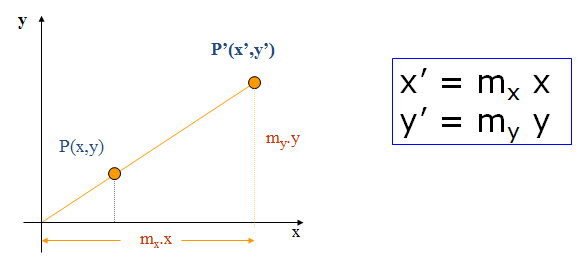 y
P’(x’,y’)
P(x,y)
my.y
x
mx.x
x’ = mx x
y’ = my y